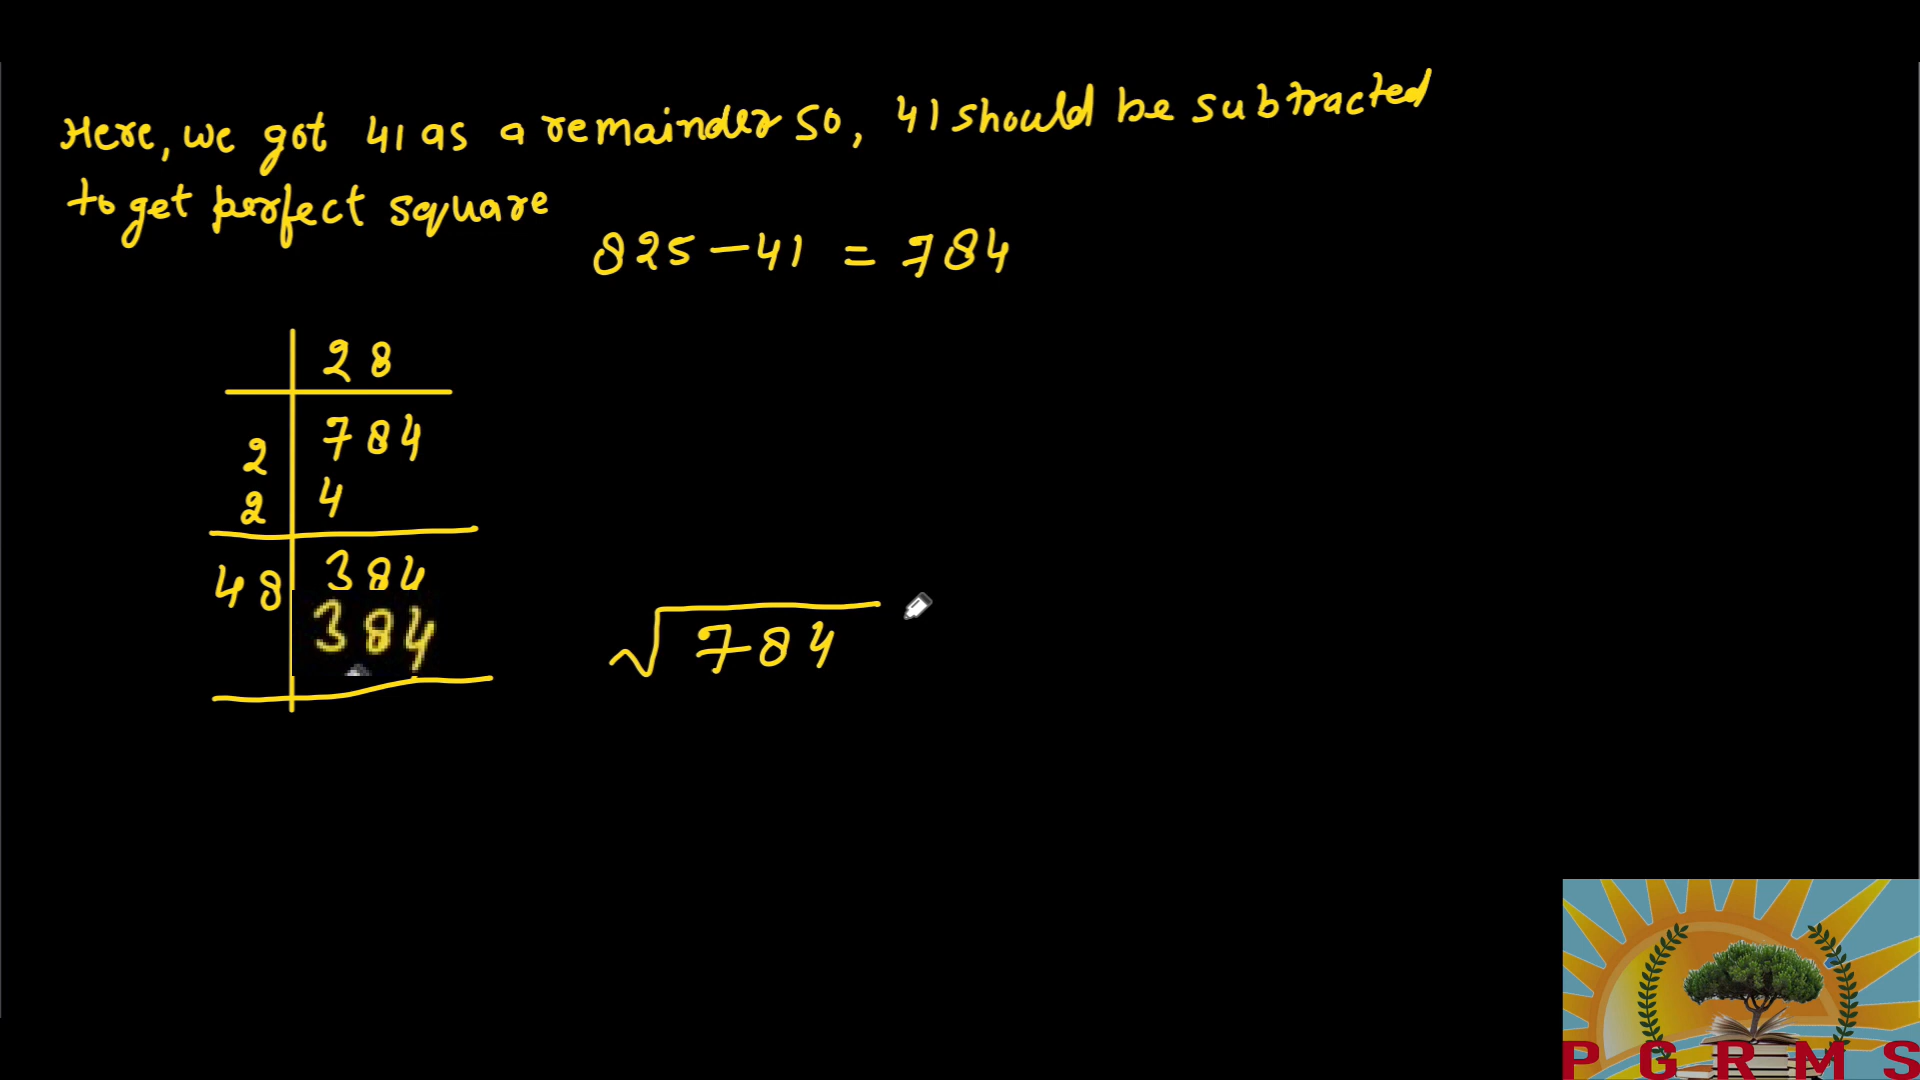 Here, we got 41 as a remainder so, 41 should be subtracted
to get perfect square
825 - 41 = 784
28
2 784
2 4
48 384
384
√784
P G R M S